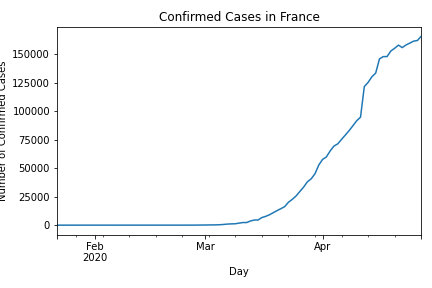 Confirmed Cases in France
Number of Confirmed Cases
150000
125000
100000
75000
50000
25000
0
Feb
2020
Mar
Apr
Day